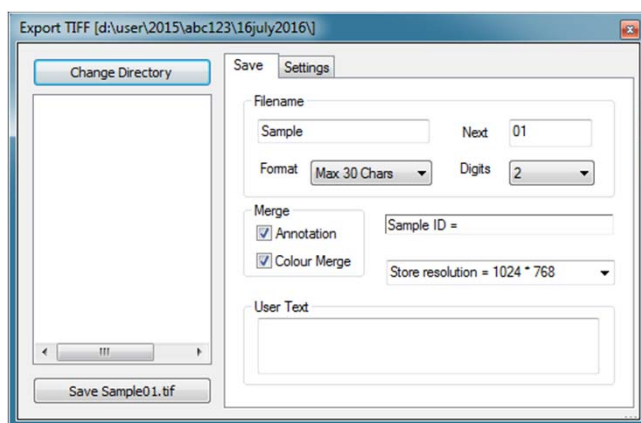 Export TIFF [d:\user\2015\abc123\16july2016\]
Change Directory
Save Settings
Filename
Sample Next 01
Format Max 30 Chars Digits 2
Merge
Annotation
Sample ID =
Colour Merge
Store resolution = 1024 * 768
User Text
Save Sample01.tif